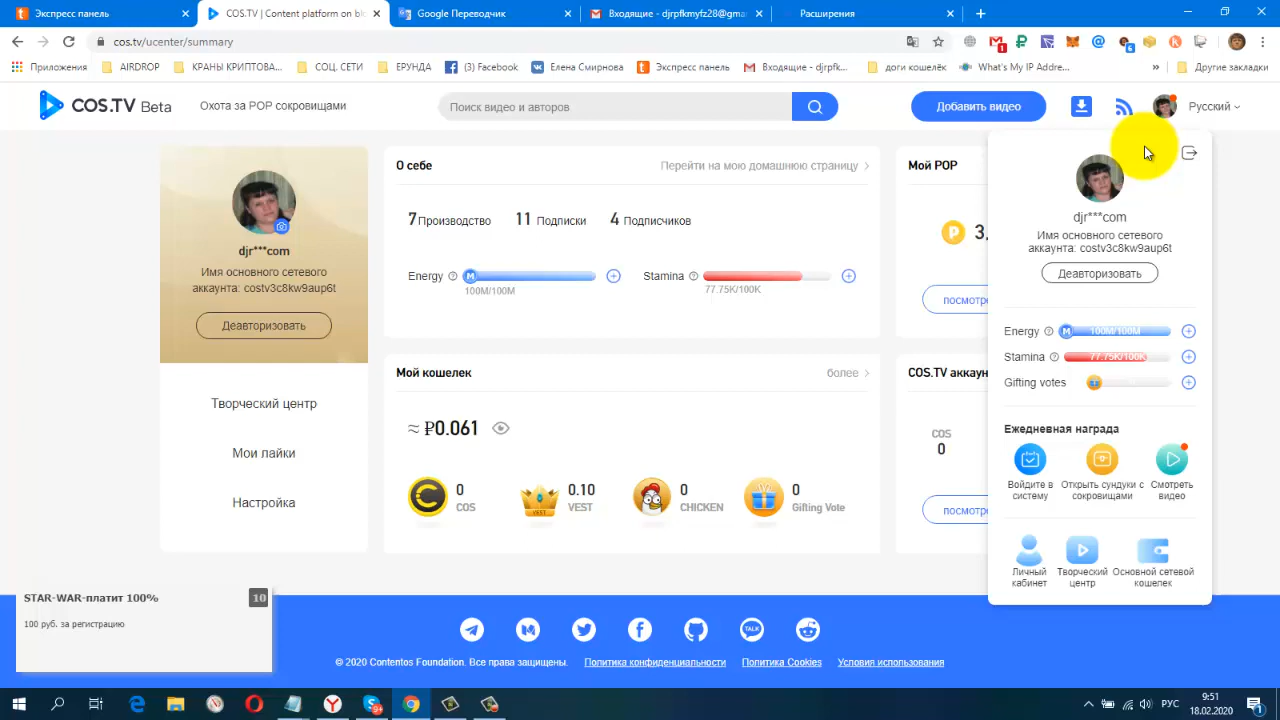 Экспресс панель
COS.TV | Content platform on blo
Google Переводчик
Входящие - djrpfkmyfz28@gma
Расширения
cos.tv/ucenter/summary
Приложения
AIRDROP
КРАНЫ КРИПТОВА...
СОЦ. СЕТИ
ЕРУНДА
(3) Facebook
Елена Смирнова
Экспресс панель
Входящие - djrpfk...
доги кошелёк
What's My IP Addre...
Другие закладки
COS.TV Beta
Охота за POP сокровищами
Поиск видео и авторов
Добавить видео
Русский
djr***com
Имя основного сетевого
аккаунта: costv3c8kw9aup6t
Деавторизовать
Творческий центр
Мои лайки
Настройка
О себе
Перейти на мою домашнюю страницу
7 Производство 11 Подписки 4 Подписчиков
Energy
100M/100M
Stamina
77.75K/100K
Мой кошелек
более
≈ ₽0.061
0
COS
0.10
VEST
0
CHICKEN
0
Gifting Vote
Мой POP
3.
посмотре
COS.TV аккаун
COS
0
посмотре
djr***com
Имя основного сетевого
аккаунта: costv3c8kw9aup6t
Деавторизовать
Energy
100M/100M
Stamina
77.75K/100K
Gifting votes
Ежедневная награда
Войдите в
систему
Открыть сундуки с
сокровищами
Смотреть
видео
Личный
кабинет
Творческий
центр
Основной сетевой
кошелек
STAR-WAR-платит 100%
10
100 руб. за регистрацию
TALK
© 2020 Contentos Foundation. Все права защищены.
Политика конфиденциальности
Политика Cookies
Условия использования
РУС
9:51
18.02.2020